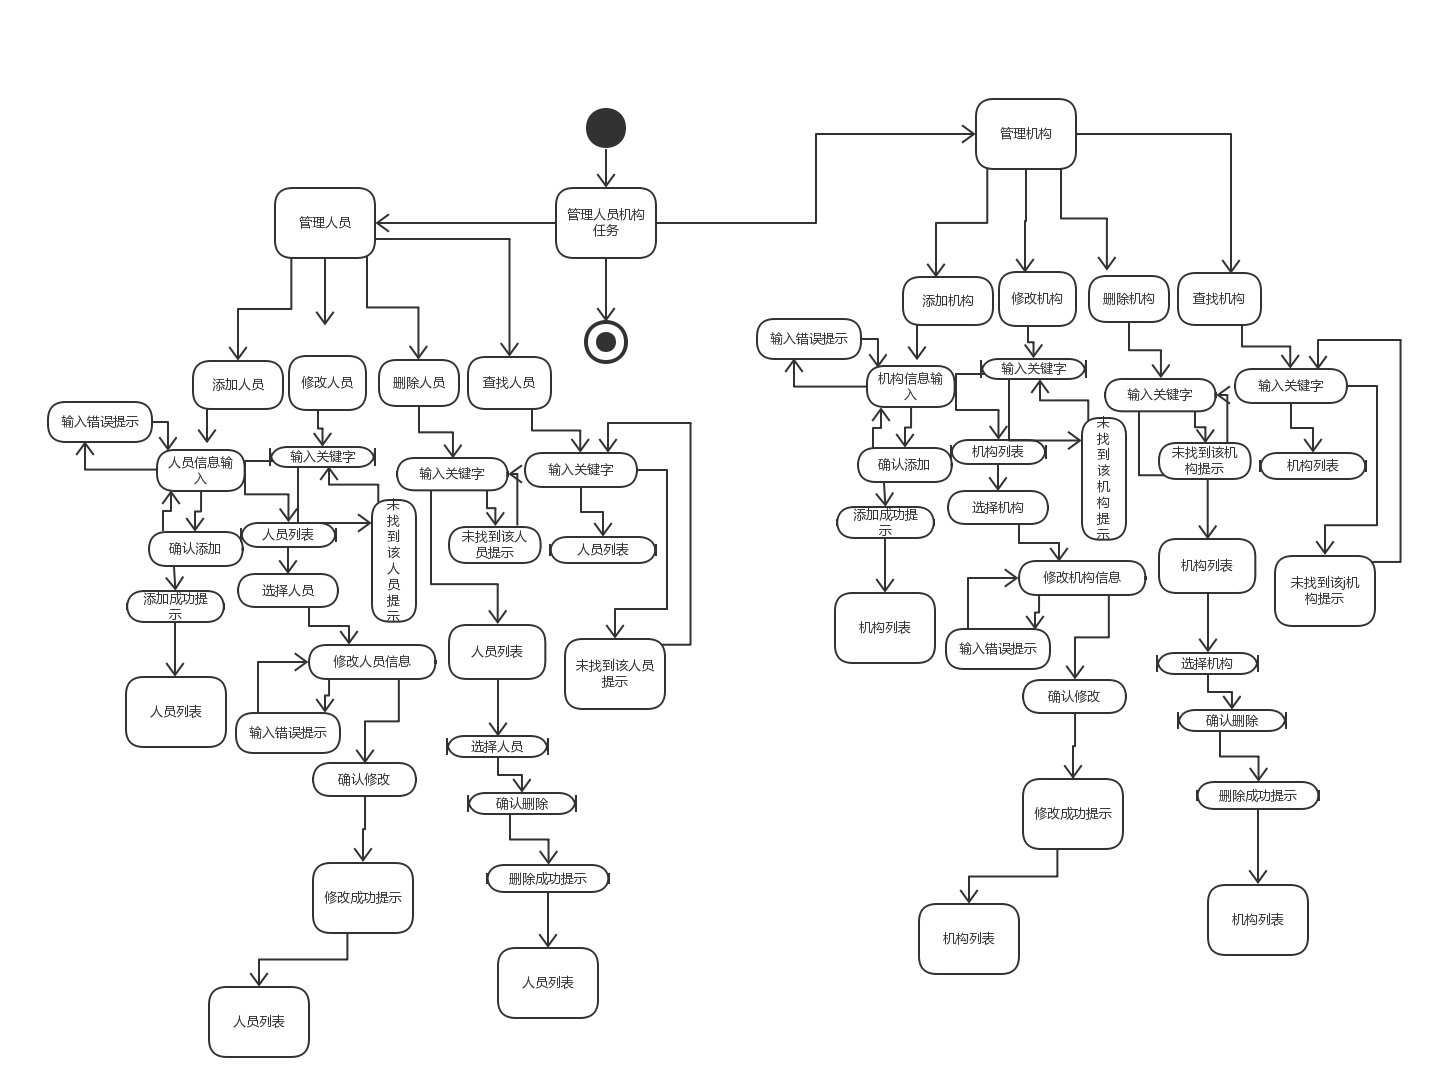 管理机构
管理人员
管理人员机构
任务
添加机构
修改机构
删除机构
查找机构
输入错误提示
机构信息输
入
输入关键字
输入关键字
输入关键字
添加人员
修改人员
删除人员
查找人员
输入错误提示
人员信息输
入
输入关键字
输入关键字
输入关键字
确认添加
机构列表
未
找
到
该
机
构
提
示
未找到该机
构提示
机构列表
添加成功提
示
选择机构
确认添加
人员列表
未
找
到
该
人
员
提
示
未找到该人
员提示
人员列表
添加成功提
示
选择人员
机构列表
修改机构信息
机构列表
未找到该j机
构提示
输入错误提示
修改人员信息
人员列表
未找到该人员
提示
人员列表
输入错误提示
选择机构
确认修改
确认删除
选择人员
确认修改
确认删除
修改成功提示
删除成功提示
修改成功提示
删除成功提示
机构列表
机构列表
人员列表
人员列表